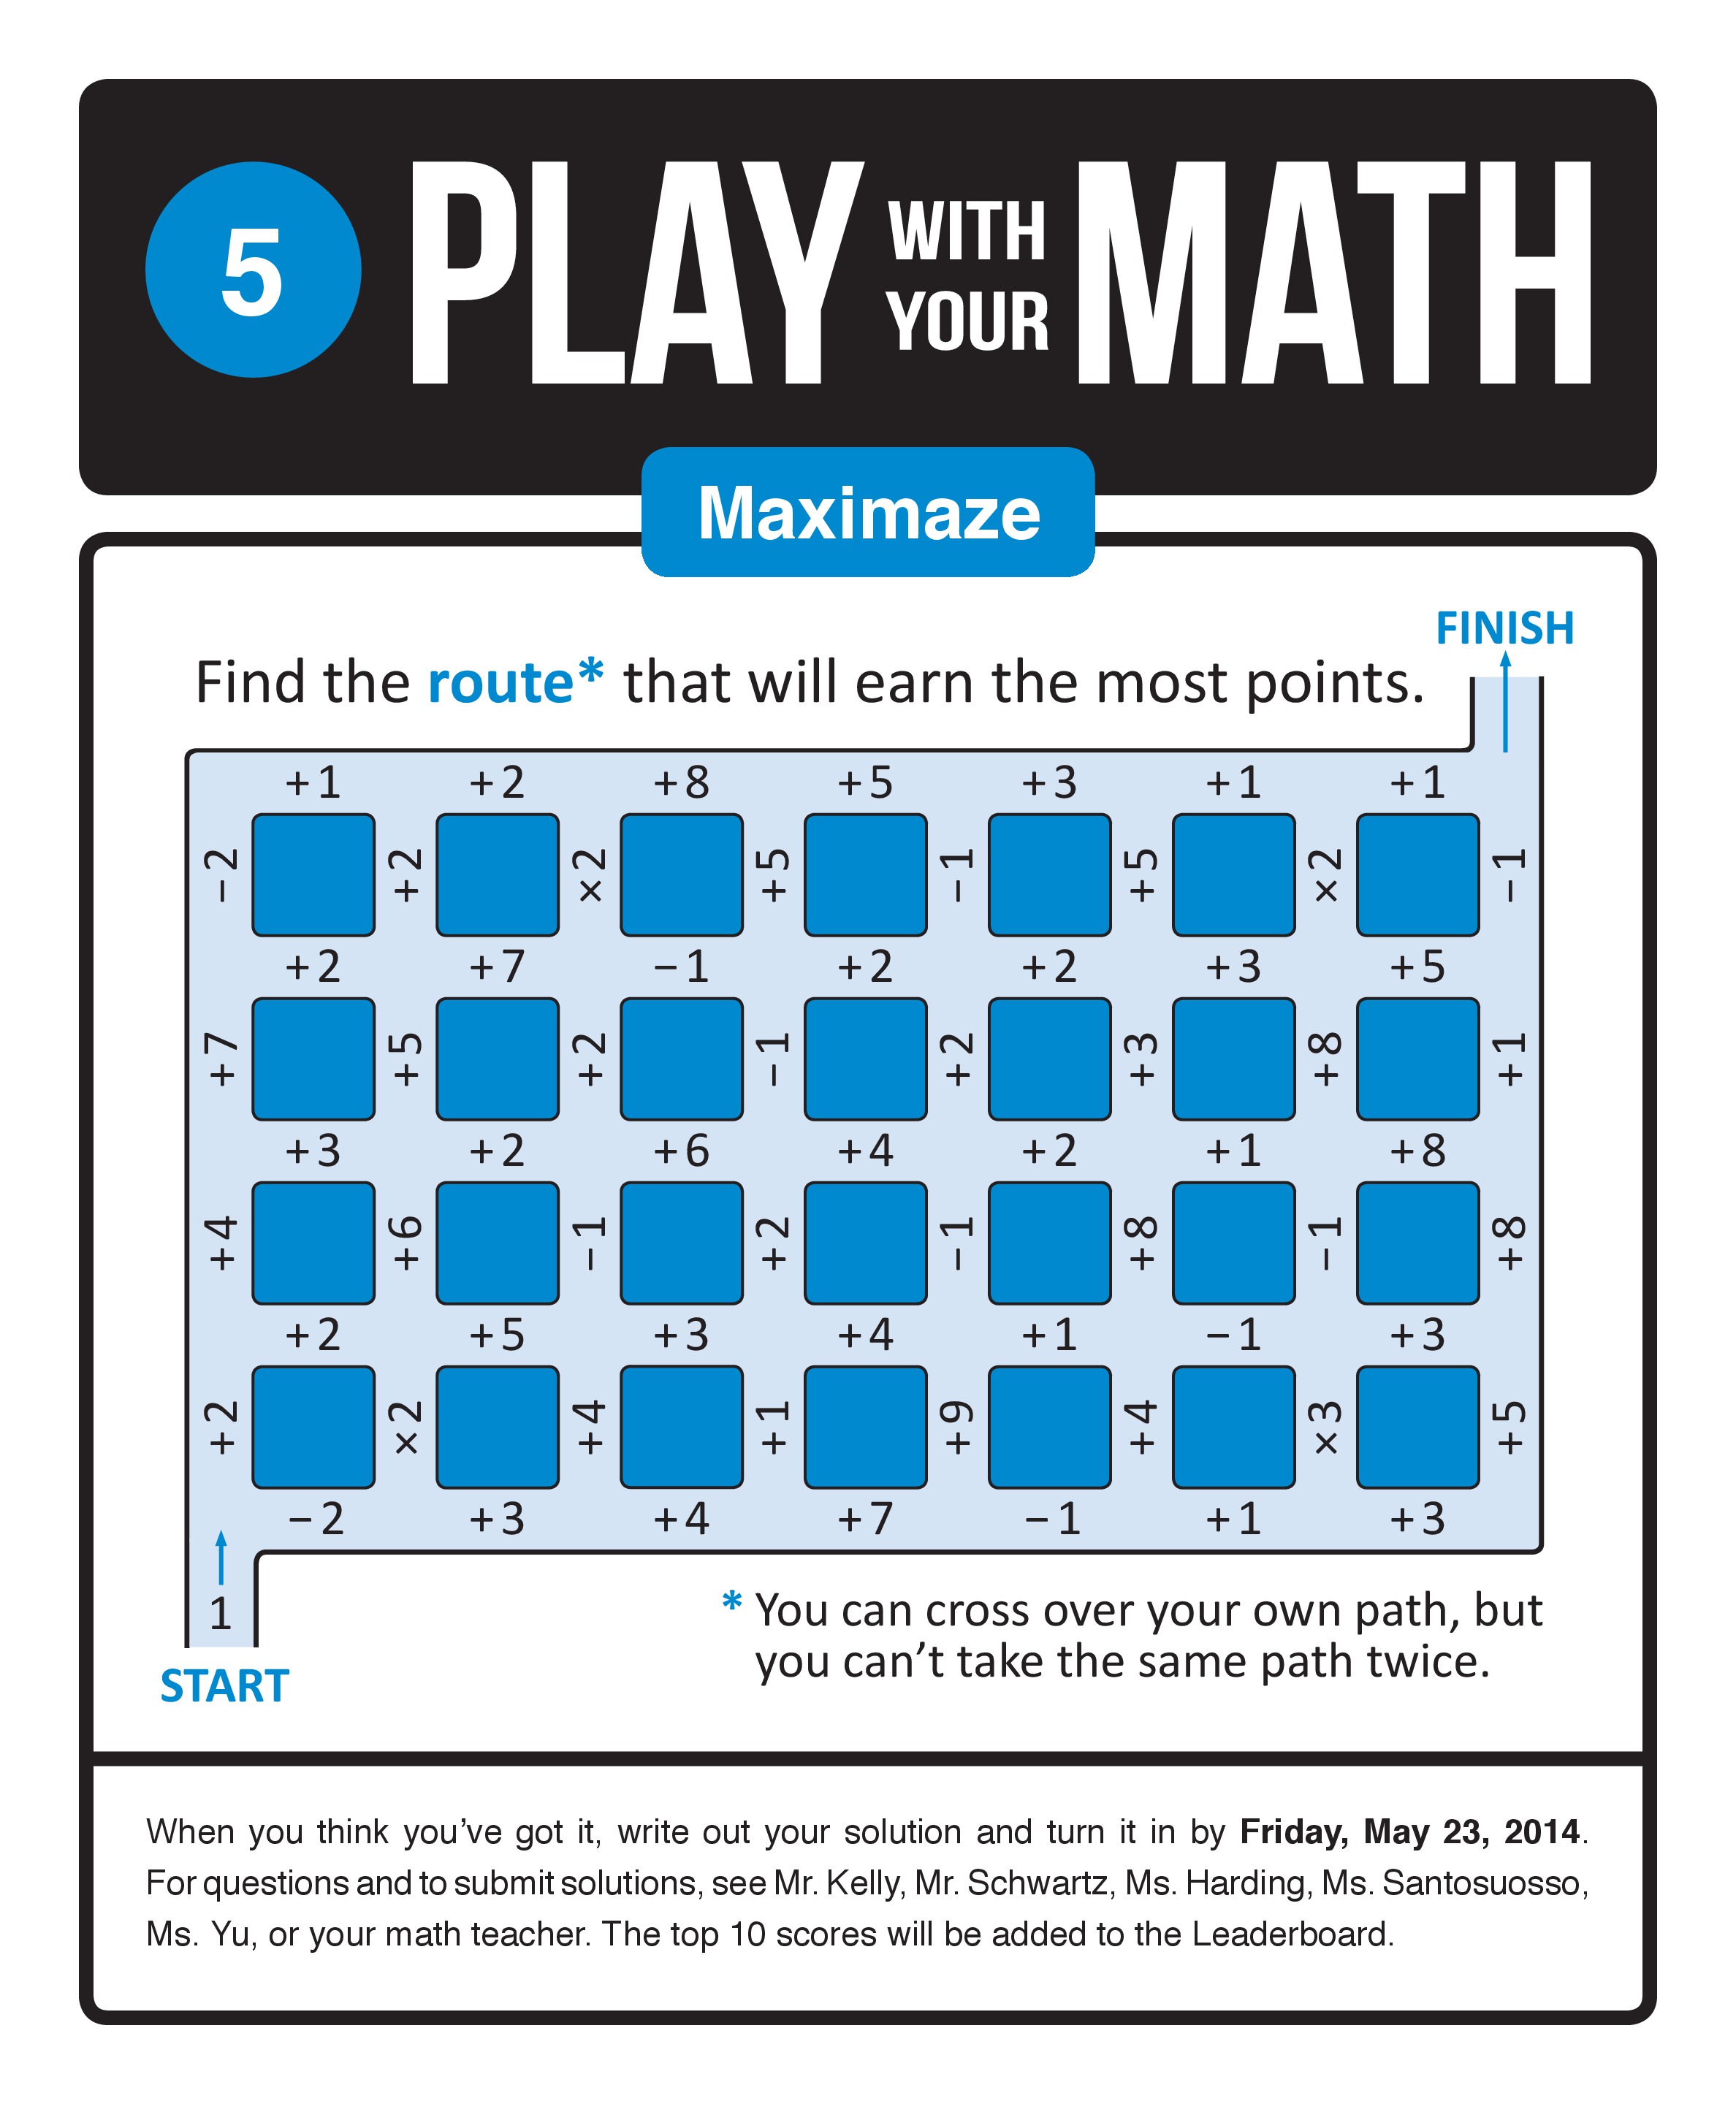 5 PLAY WITH YOUR MATH
Maximaze
FINISH
Find the route* that will earn the most points.
+1 +2 +8 +5 +3 +1 +1
−2 +2 ×2 +5 −1 +5 ×2 −1
+2 +7 −1 +2 +2 +3 +5
+7 +5 +2 −1 +2 +3 +8 +1
+3 +2 +6 +4 +2 +1 +8
+4 +6 −1 +2 −1 +8 −1 +8
+2 +5 +3 +4 +1 −1 +3
+2 ×2 +4 +1 +9 +4 ×3 +5
−2 +3 +4 +7 −1 +1 +3
1
START
* You can cross over your own path, but
you can’t take the same path twice.
When you think you’ve got it, write out your solution and turn it in by Friday, May 23, 2014.
For questions and to submit solutions, see Mr. Kelly, Mr. Schwartz, Ms. Harding, Ms. Santosuosso,
Ms. Yu, or your math teacher. The top 10 scores will be added to the Leaderboard.